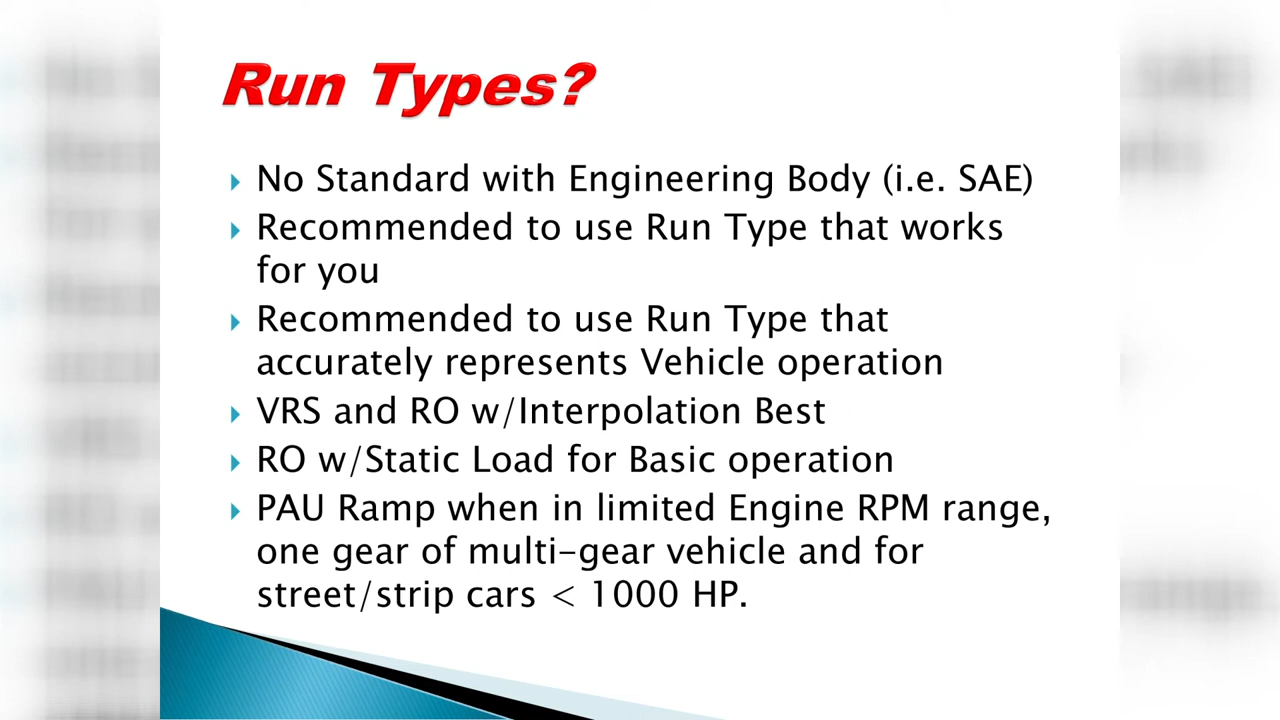 Run Types?
No Standard with Engineering Body (i.e. SAE)
Recommended to use Run Type that works
for you
Recommended to use Run Type that
accurately represents Vehicle operation
VRS and RO w/Interpolation Best
RO w/Static Load for Basic operation
PAU Ramp when in limited Engine RPM range,
one gear of multi-gear vehicle and for
street/strip cars < 1000 HP.